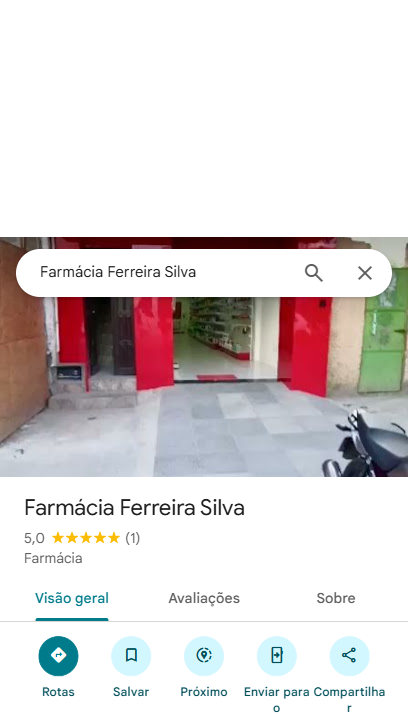 Farmácia Ferreira Silva
Farmácia Ferreira Silva
5,0 (1)
Farmácia
Visão geral Avaliações Sobre
Rotas Salvar Próximo Enviar para o Compartilhar